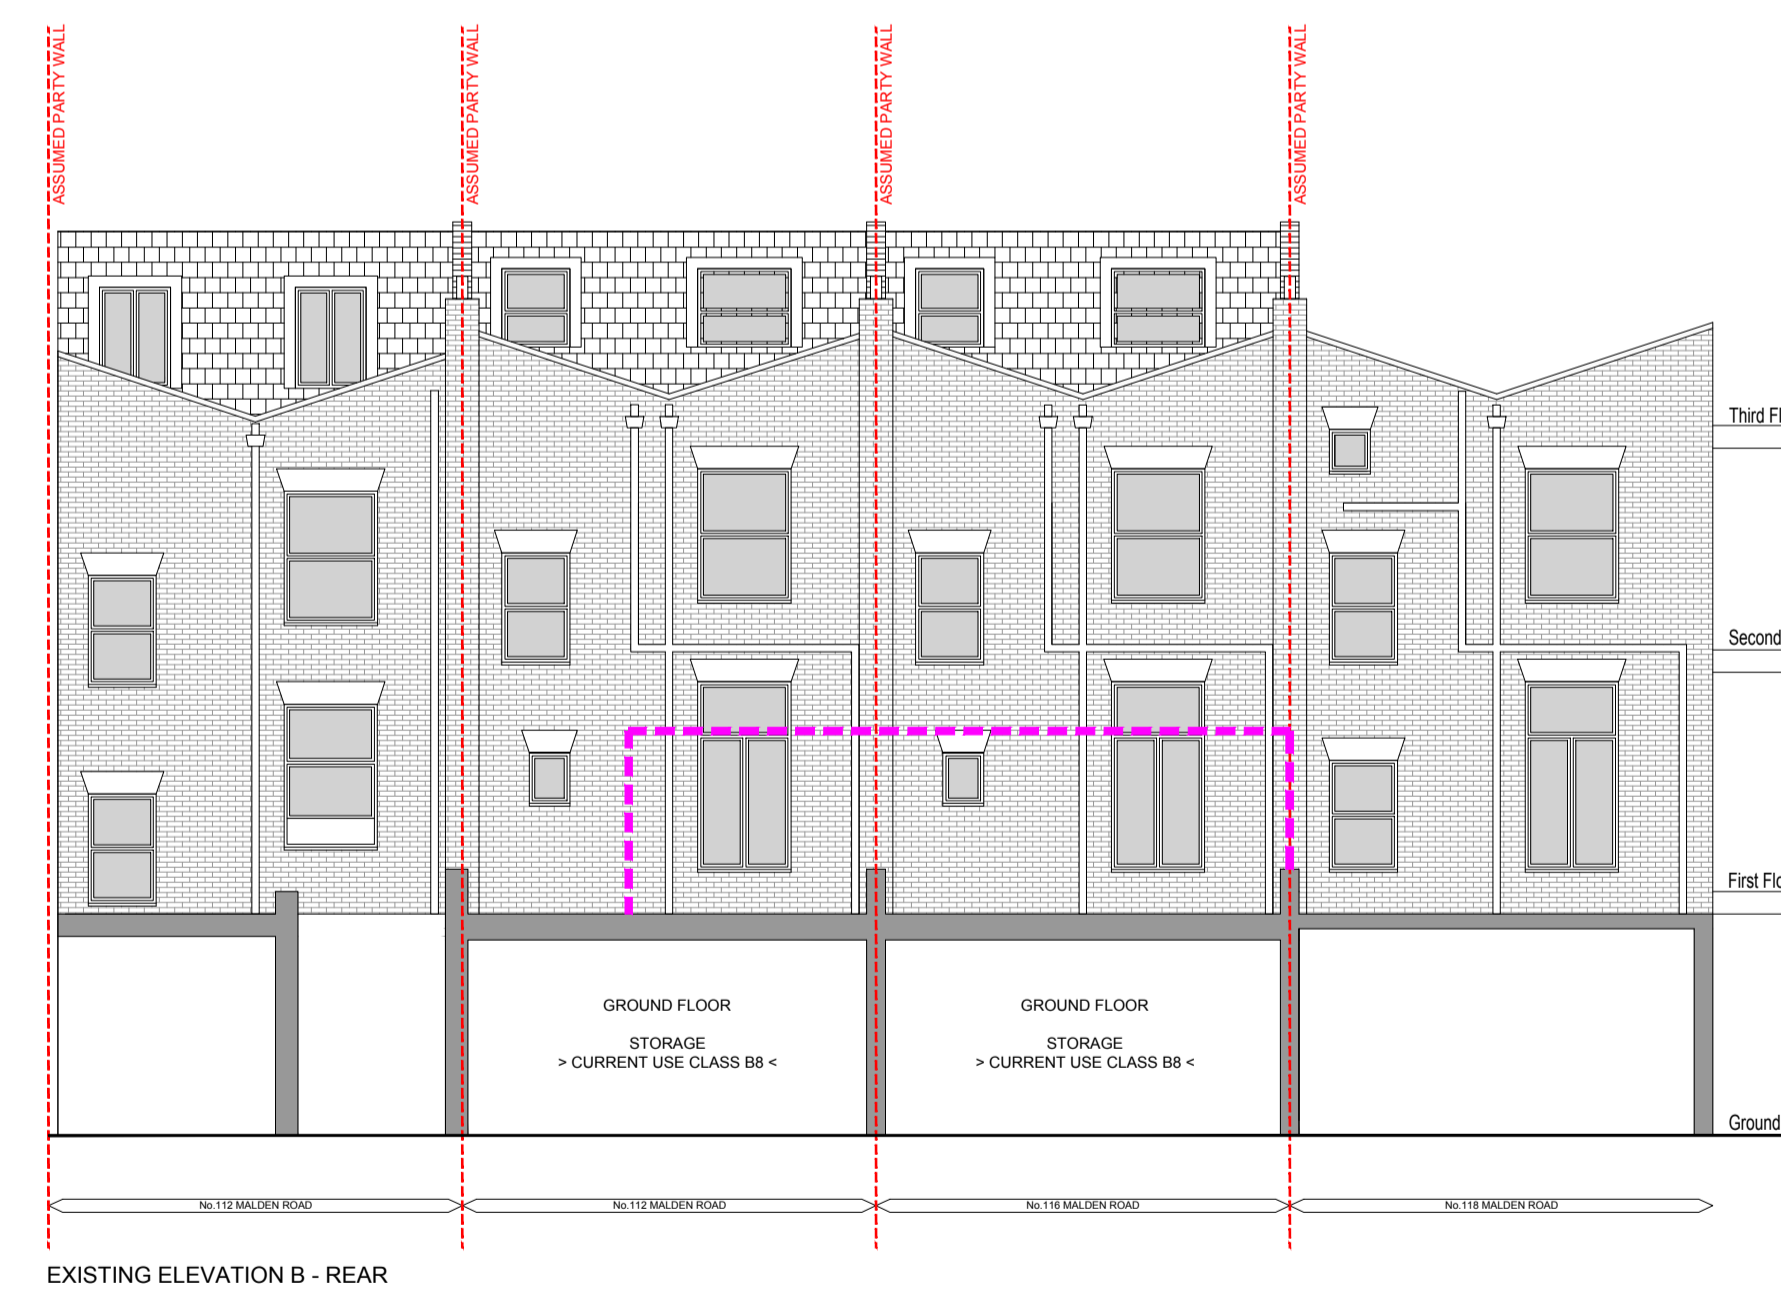 ASSUMED PARTY WALL
ASSUMED PARTY WALL
ASSUMED PARTY WALL
ASSUMED PARTY WALL
Third Fl
Second
First Flo
Ground
GROUND FLOOR
STORAGE
> CURRENT USE CLASS B8 <
GROUND FLOOR
STORAGE
> CURRENT USE CLASS B8 <
No.112 MALDEN ROAD
No.112 MALDEN ROAD
No.116 MALDEN ROAD
No.118 MALDEN ROAD
EXISTING ELEVATION B - REAR